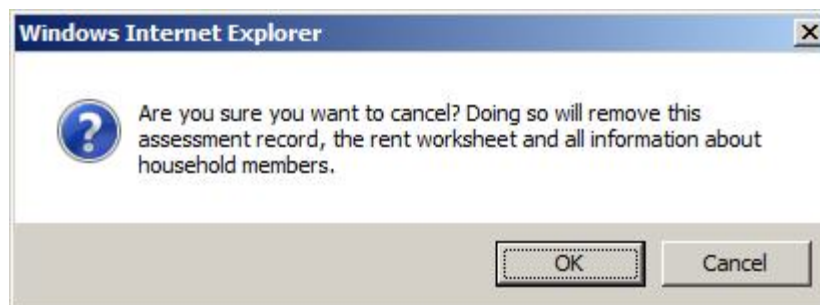 Windows Internet Explorer
Are you sure you want to cancel? Doing so will remove this
assessment record, the rent worksheet and all information about
household members.
OK
Cancel